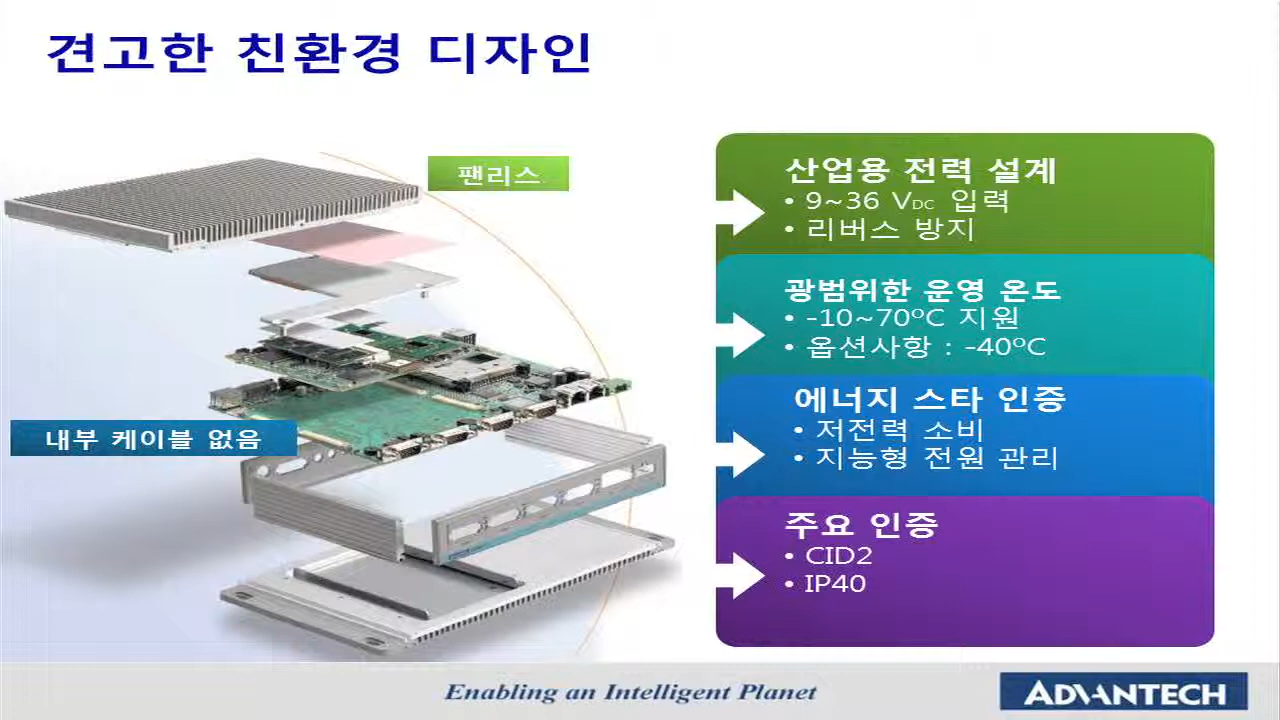 견고한 친환경 디자인
팬리스
내부 케이블 없음
산업용 전력 설계
• 9~36 VDC 입력
• 리버스 방지
광범위한 운영 온도
• -10~70ºC 지원
• 옵션사항 : -40ºC
에너지 스타 인증
• 저전력 소비
• 지능형 전원 관리
주요 인증
• CID2
• IP40
Enabling an Intelligent Planet
ADVANTECH